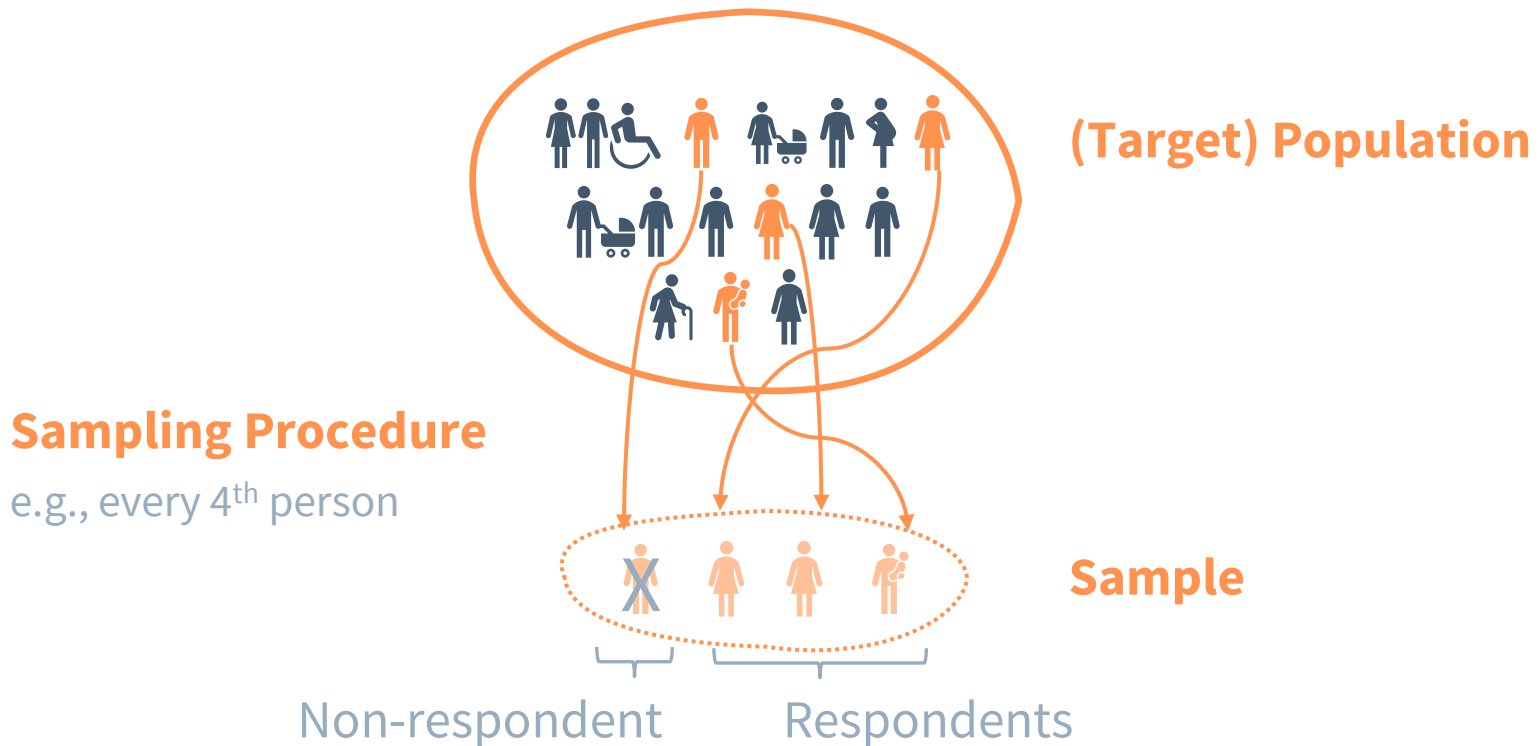 (Target) Population
Sampling Procedure
e.g., every 4th person
Sample
Non-respondent
Respondents